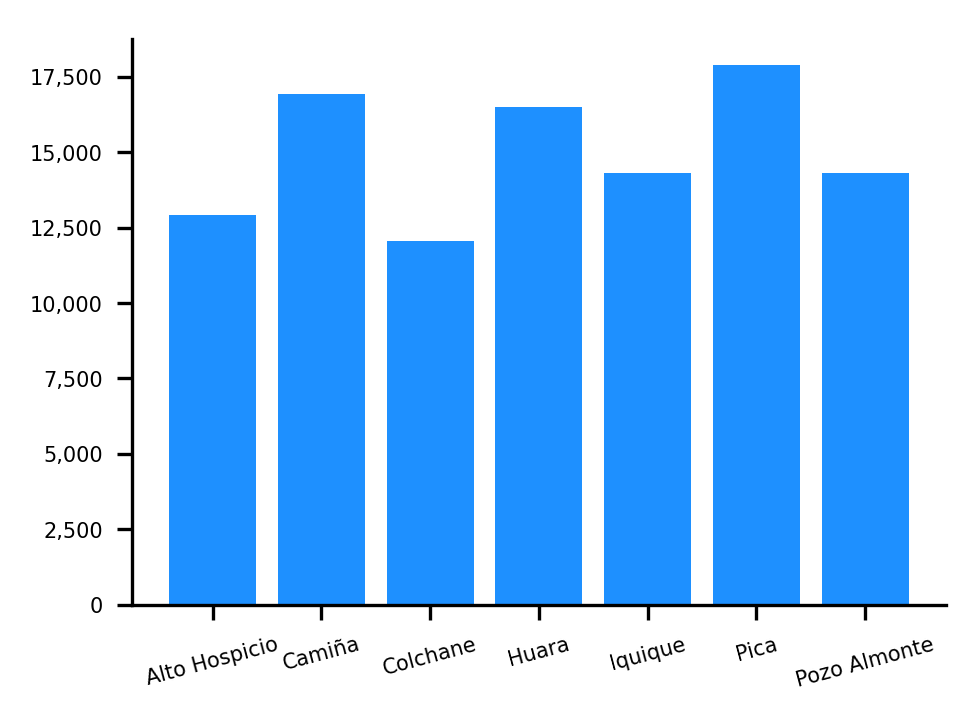 17,500
15,000
12,500
10,000
7,500
5,000
2,500
0
Alto Hospicio
Camiña
Colchane
Huara
Iquique
Pica
Pozo Almonte